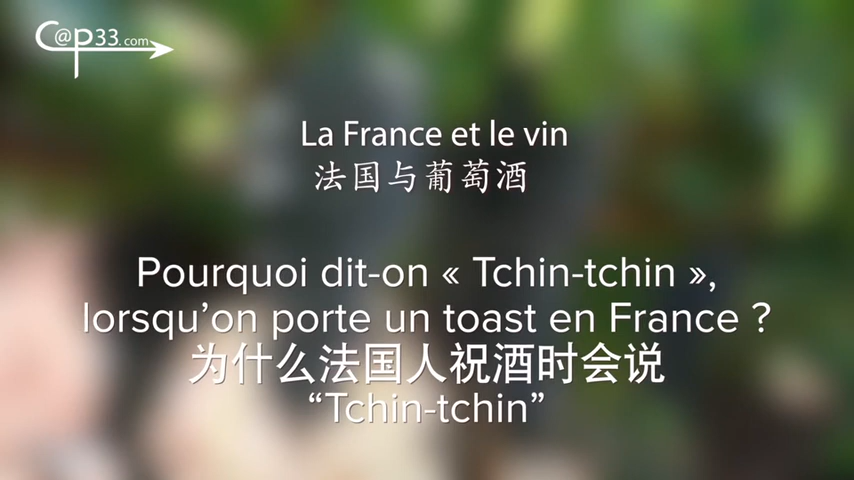 C@p33.com
La France et le vin
法国与葡萄酒
Pourquoi dit-on « Tchin-tchin »,
lorsqu’on porte un toast en France ?
为什么法国人祝酒时会说
“Tchin-tchin”